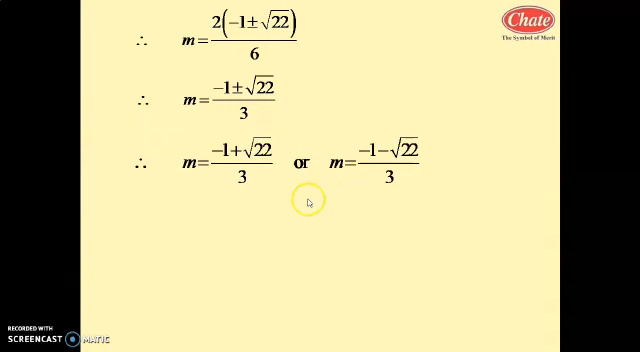 Chate
The Symbol of Merit
∴ m = 2(−1±√22) / 6
∴ m = −1±√22 / 3
∴ m = −1+√22 / 3 or m = −1−√22 / 3
RECORDED WITH
SCREENCAST MATIC